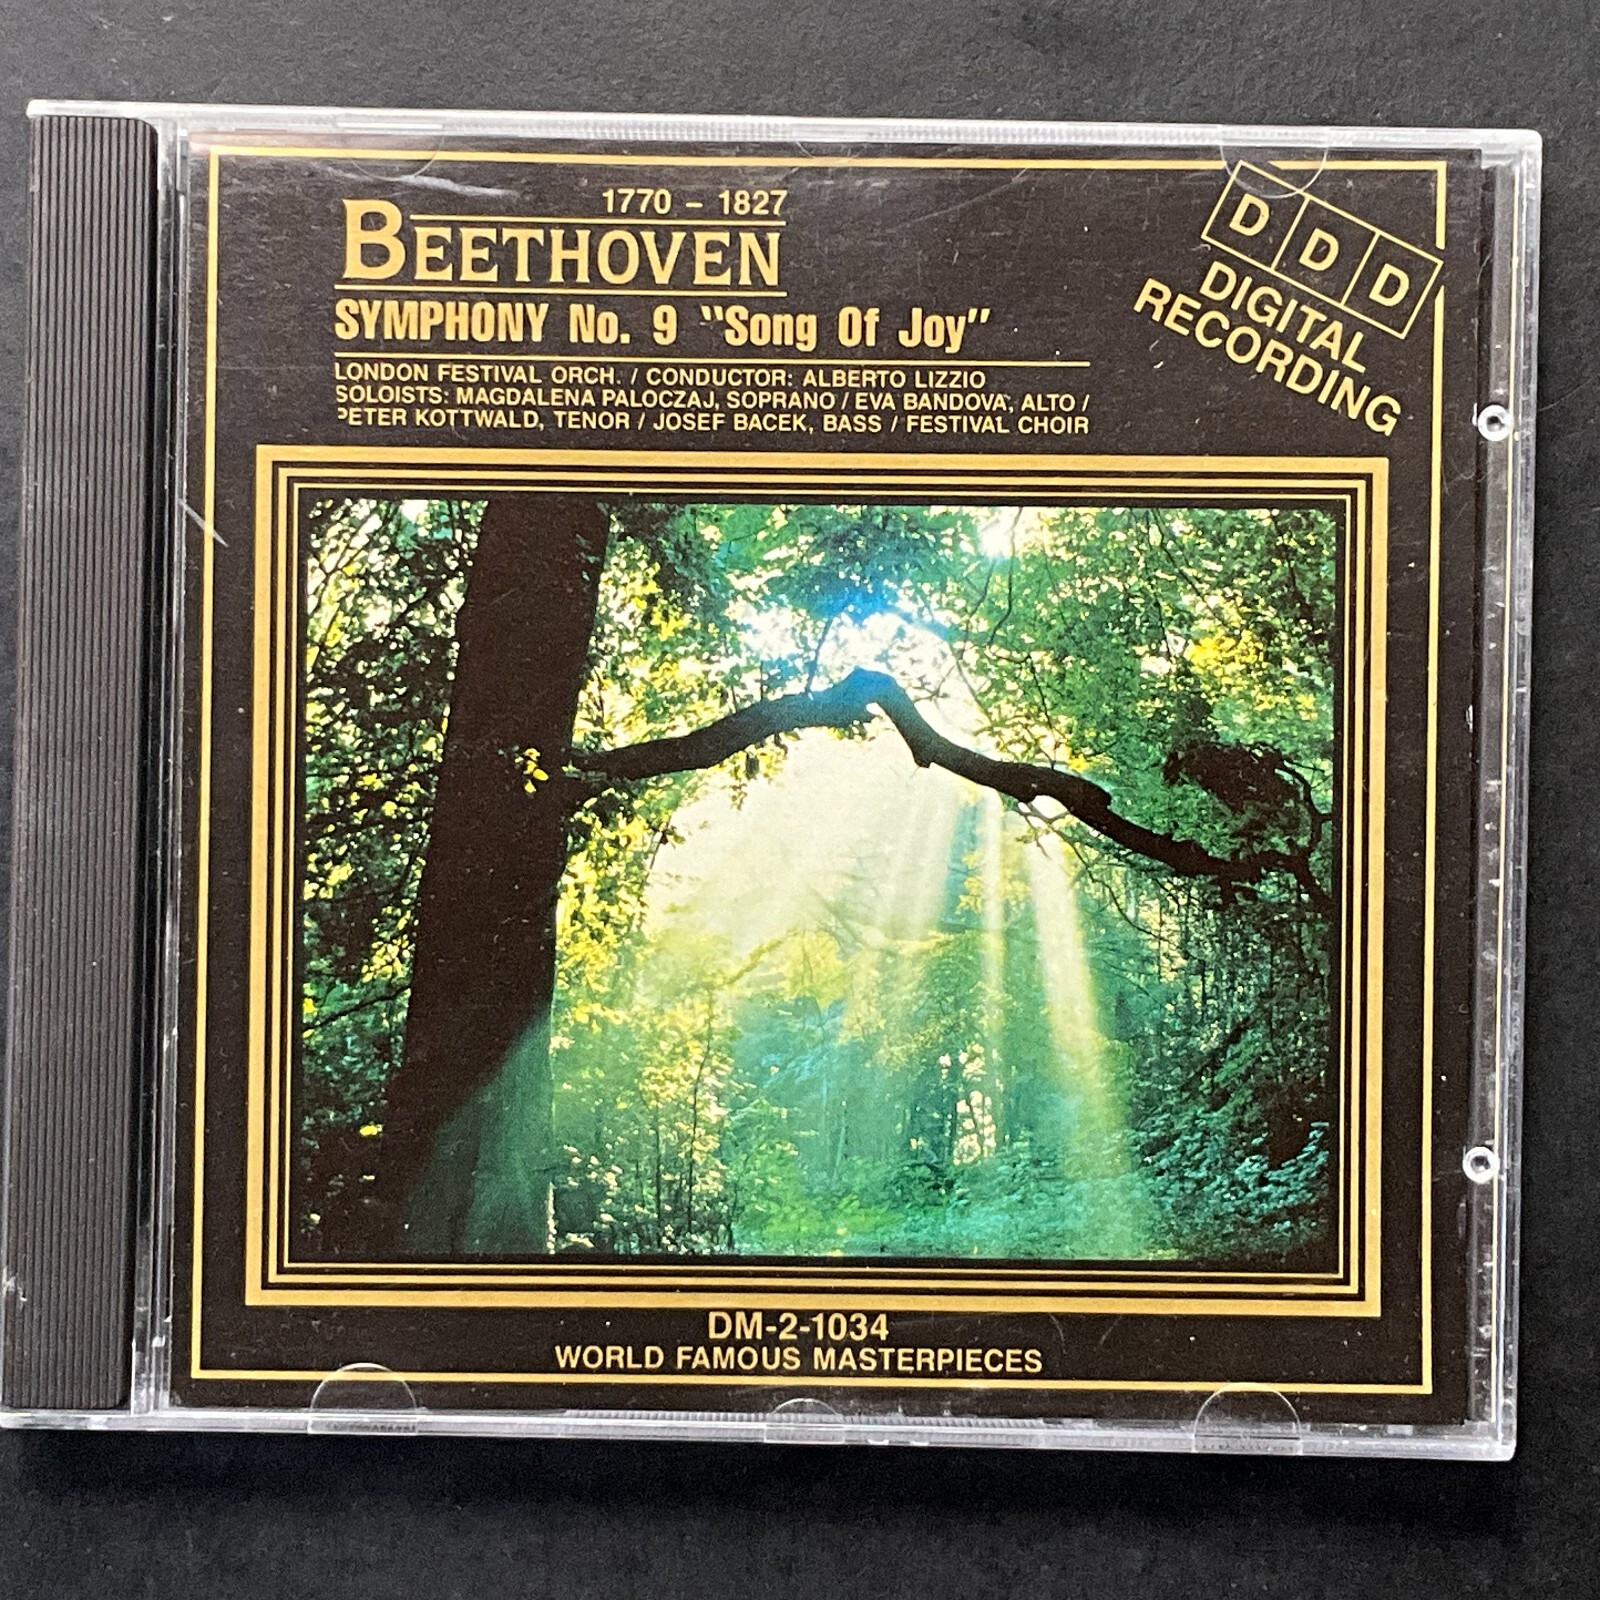 1770 – 1827
BEETHOVEN
SYMPHONY No. 9 "Song Of Joy"
LONDON FESTIVAL ORCH. / CONDUCTOR: ALBERTO LIZZIO
SOLOISTS: MAGDALENA PALOCZAJ, SOPRANO / EVA BANDOVA, ALTO /
PETER KOTTWALD, TENOR / JOSEF BACEK, BASS / FESTIVAL CHOIR
D D D
DIGITAL
RECORDING
DM-2-1034
WORLD FAMOUS MASTERPIECES